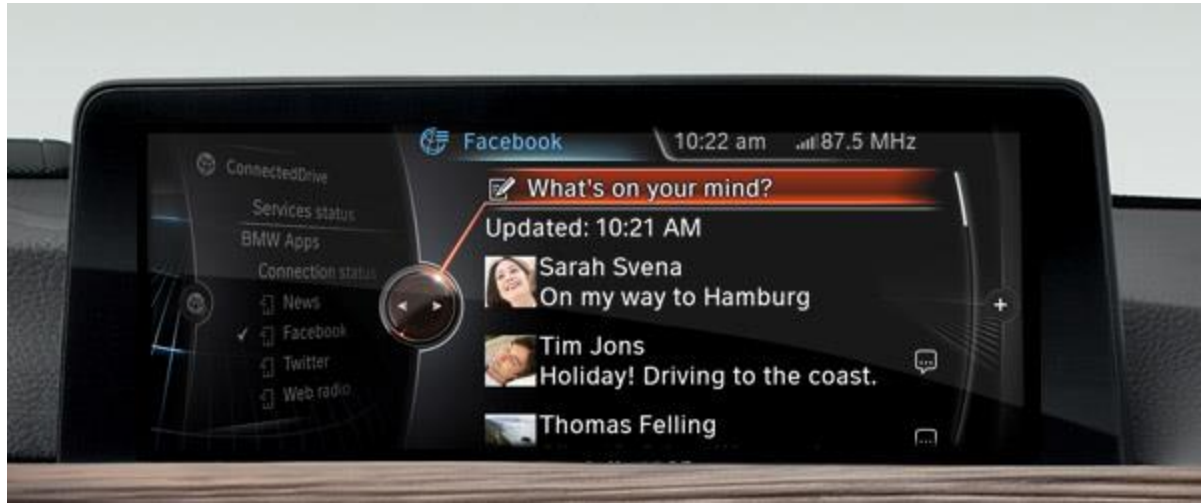 Facebook
10:22 am
87.5 MHz
ConnectedDrive
Services status
BMW Apps
Connection status
News
Facebook
Twitter
Web radio
What's on your mind?
Updated: 10:21 AM
Sarah Svena
On my way to Hamburg
Tim Jons
Holiday! Driving to the coast.
Thomas Felling